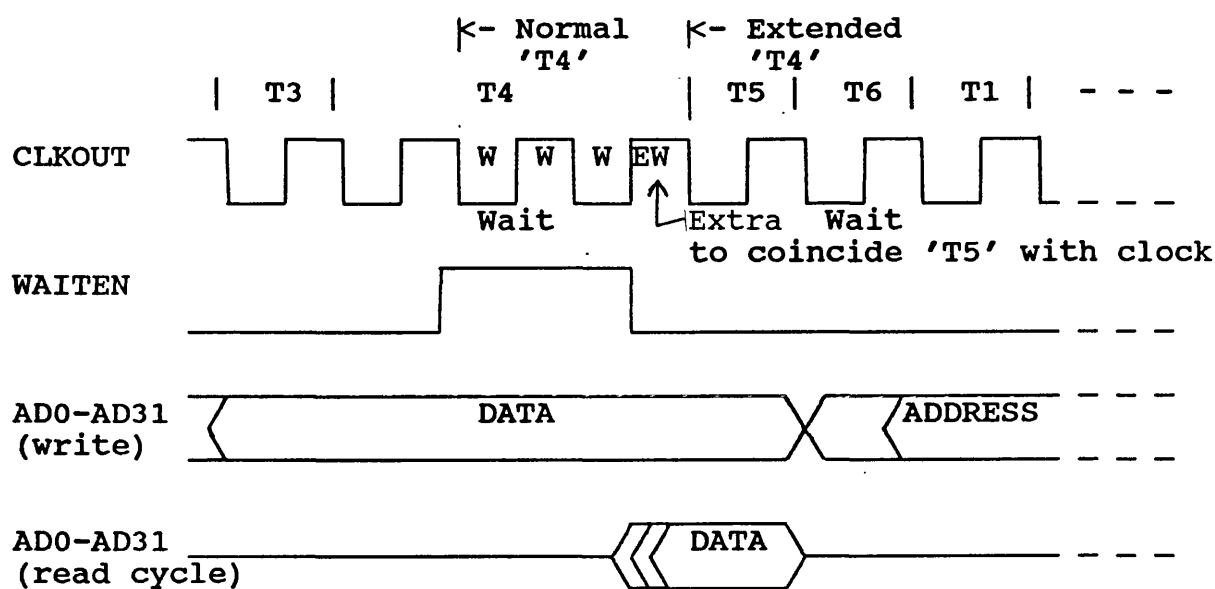 |<- Normal |<- Extended
'T4' 'T4'
| T3 | T4 | T5 | T6 | T1 | - - -
CLKOUT W W W EW
Wait Extra Wait
to coincide 'T5' with clock
WAITEN
AD0-AD31 DATA ADDRESS
(write)
AD0-AD31 DATA
(read cycle)